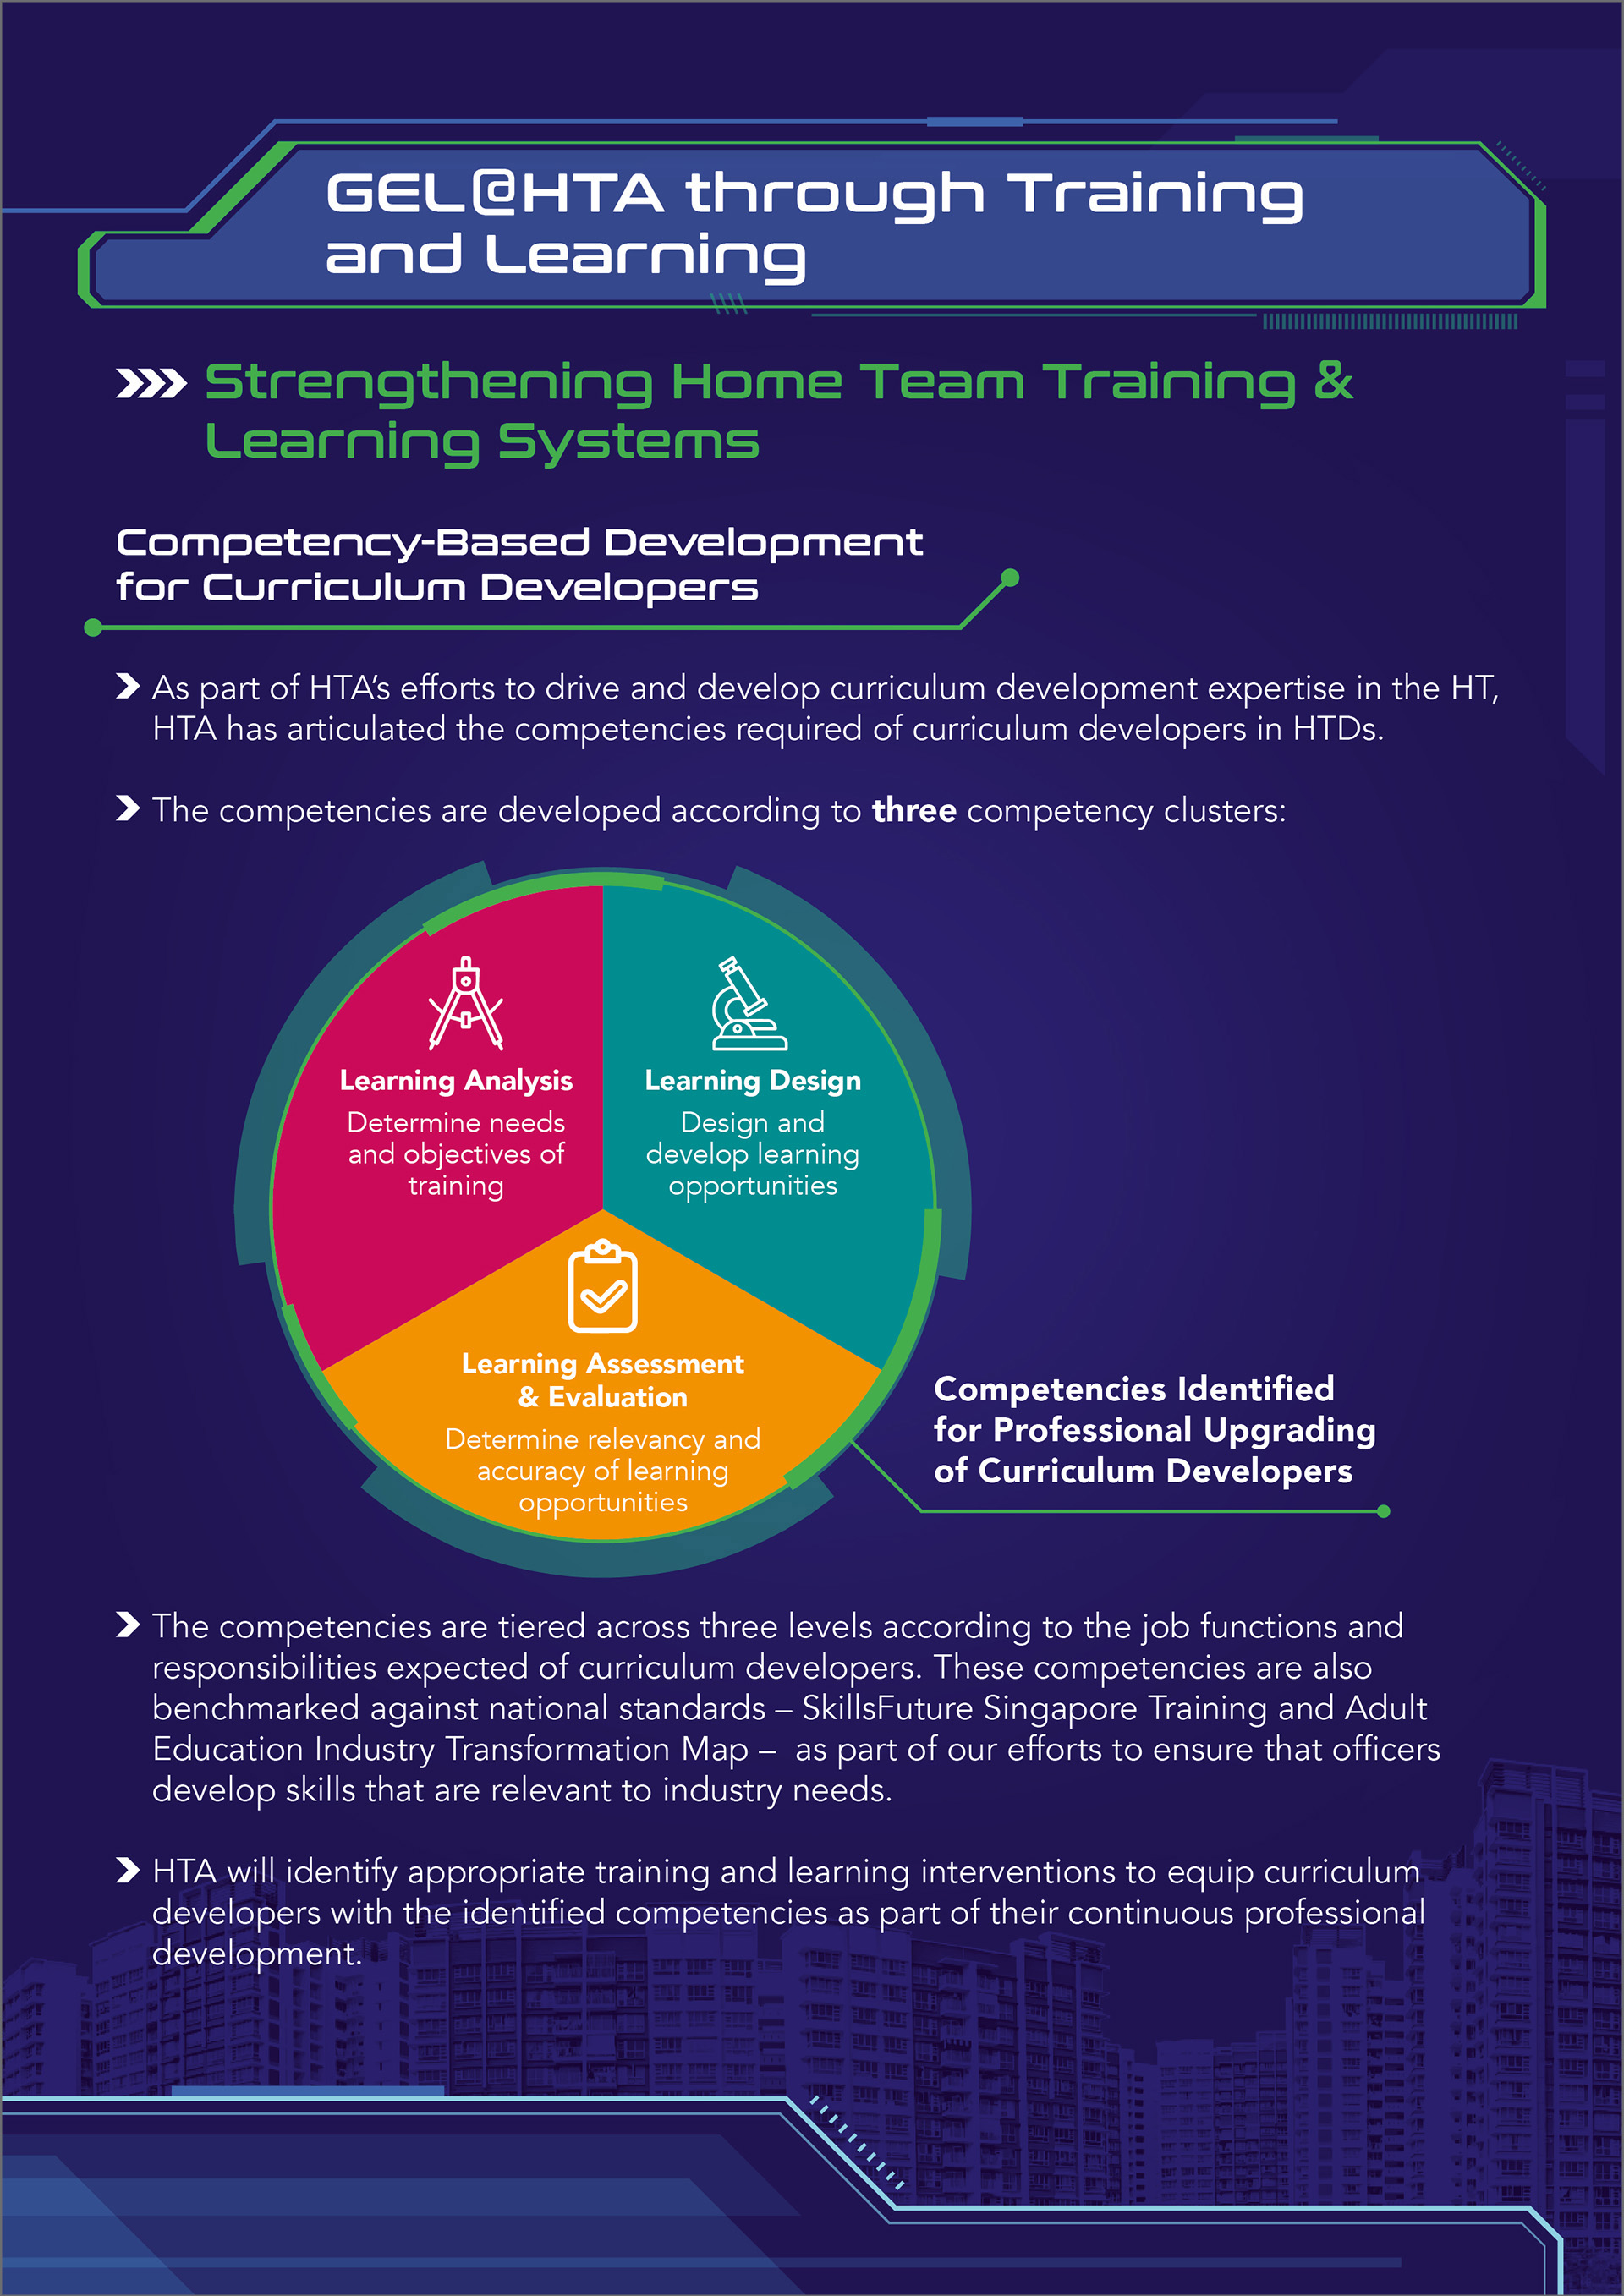 GEL@HTA through Training
and Learning
Strengthening Home Team Training &
Learning Systems
Competency-Based Development
for Curriculum Developers
As part of HTA’s efforts to drive and develop curriculum development expertise in the HT,
HTA has articulated the competencies required of curriculum developers in HTDs.
The competencies are developed according to three competency clusters:
Learning Analysis
Determine needs
and objectives of
training
Learning Design
Design and
develop learning
opportunities
Learning Assessment
& Evaluation
Determine relevancy and
accuracy of learning
opportunities
Competencies Identified
for Professional Upgrading
of Curriculum Developers
The competencies are tiered across three levels according to the job functions and
responsibilities expected of curriculum developers. These competencies are also
benchmarked against national standards – SkillsFuture Singapore Training and Adult
Education Industry Transformation Map –  as part of our efforts to ensure that officers
develop skills that are relevant to industry needs.
HTA will identify appropriate training and learning interventions to equip curriculum
developers with the identified competencies as part of their continuous professional
development.